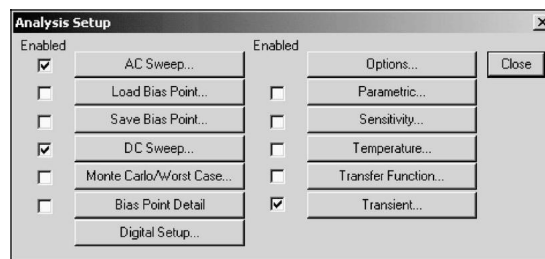 Analysis Setup
Enabled
Enabled
AC Sweep...
Options...
Close
Load Bias Point...
Parametric...
Save Bias Point...
Sensitivity...
DC Sweep...
Temperature...
Monte Carlo/Worst Case...
Transfer Function...
Bias Point Detail
Transient...
Digital Setup...